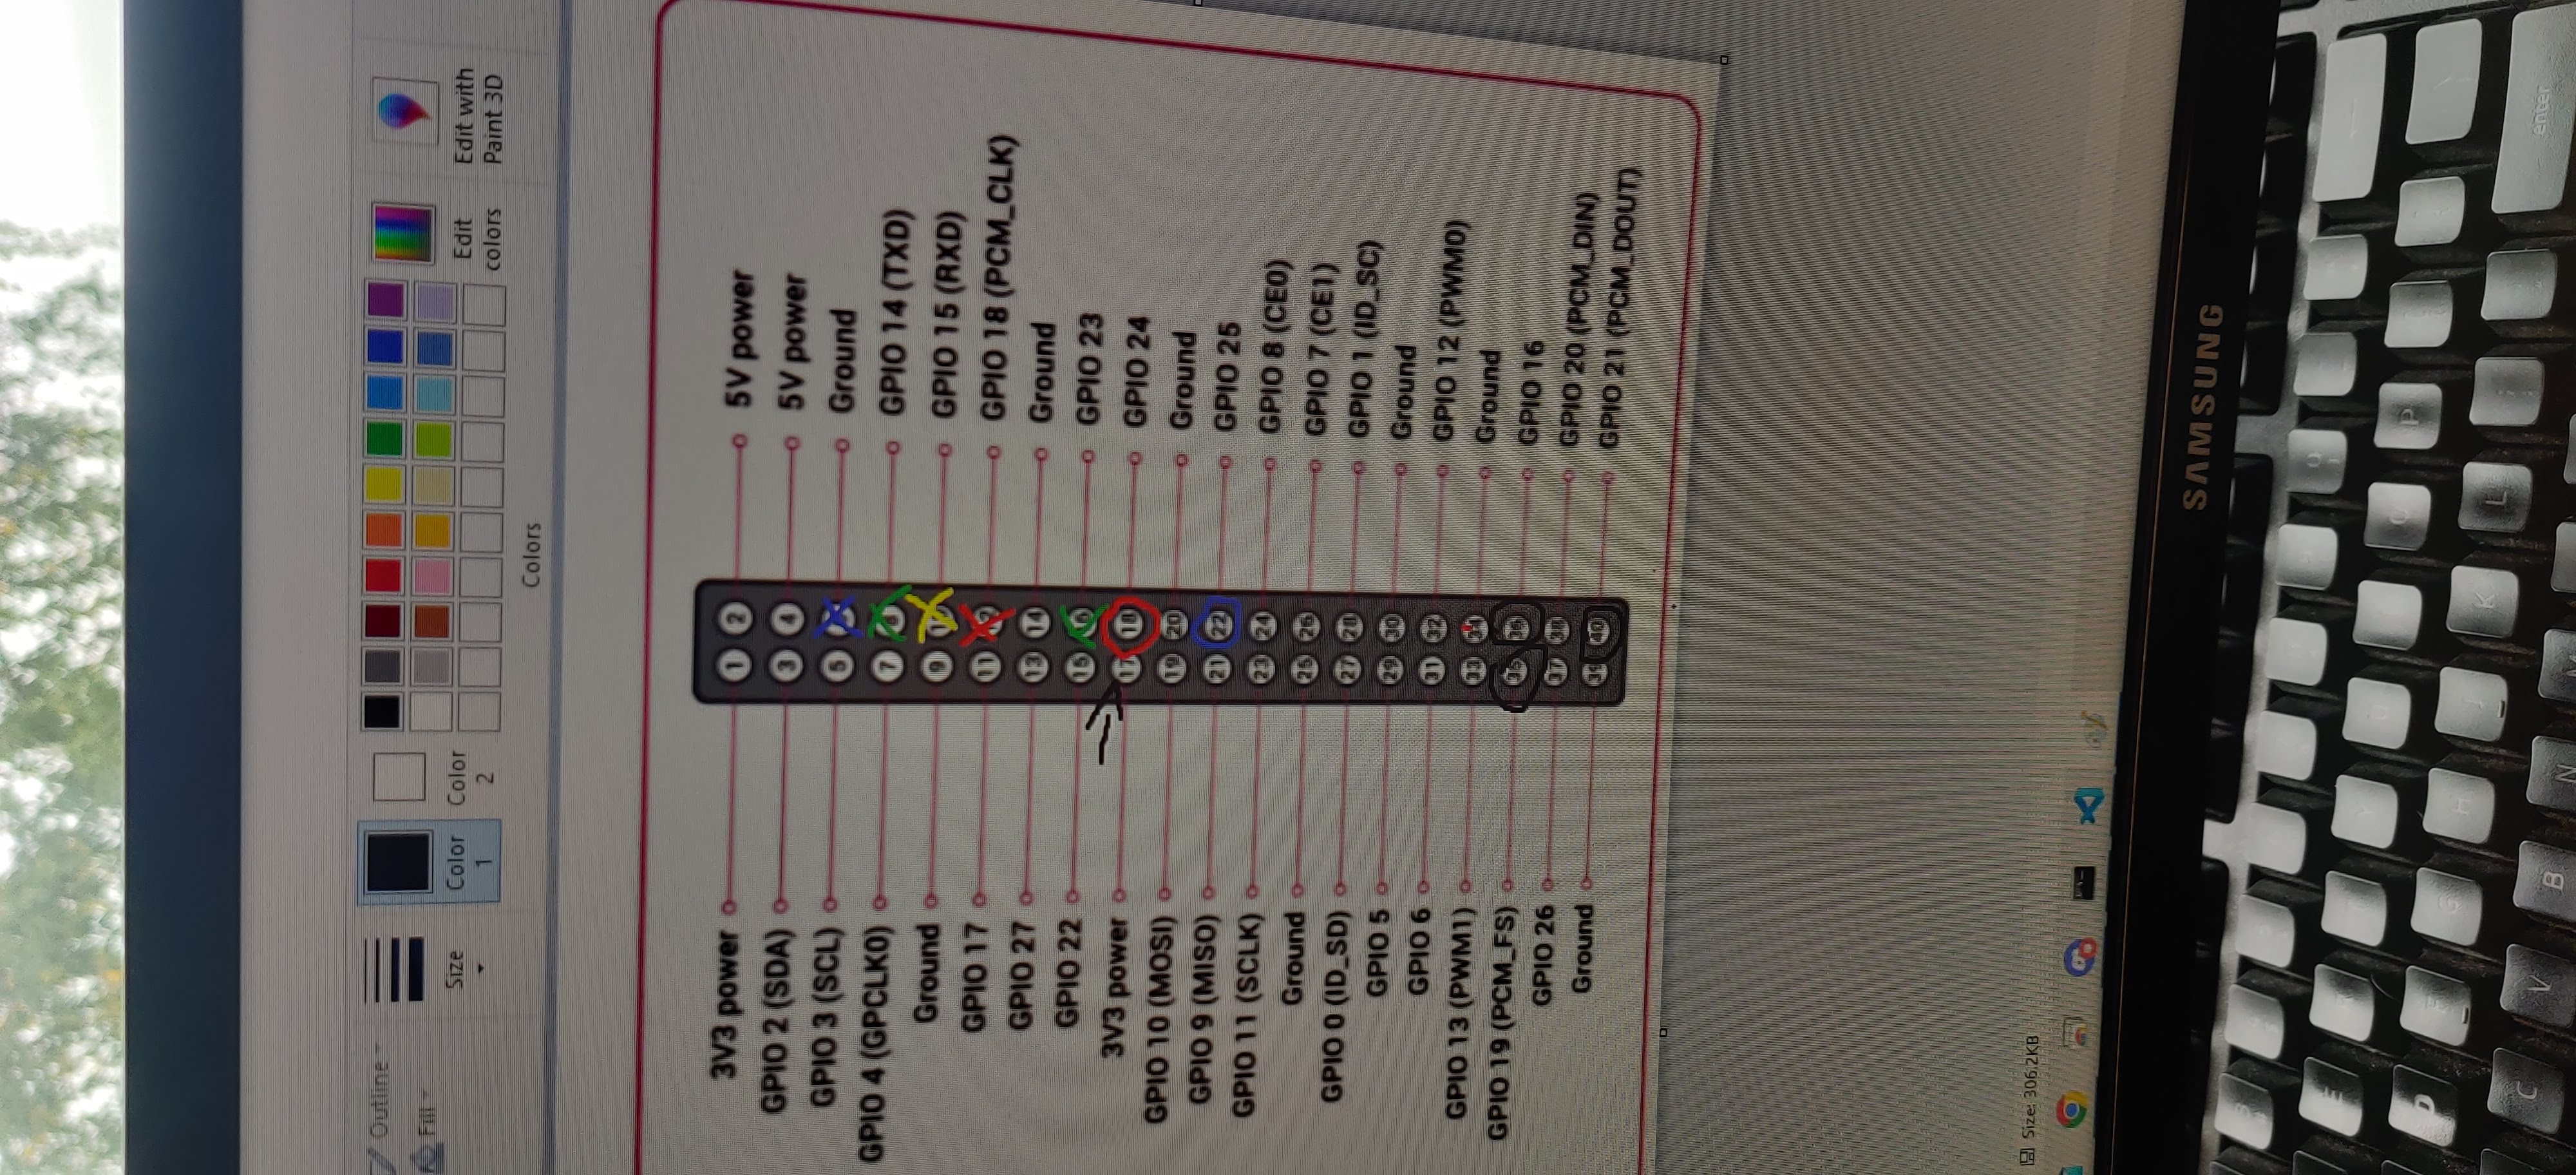 Outline
Fill
Size
Color
1
Color
2
Edit
colors
Edit with
Paint 3D
Colors
3V3 power 1 2 5V power
GPIO 2 (SDA) 3 4 5V power
GPIO 3 (SCL) 5 Ground
GPIO 4 (GPCLK0) 7 8 GPIO 14 (TXD)
Ground 9 10 GPIO 15 (RXD)
GPIO 17 11 12 GPIO 18 (PCM_CLK)
GPIO 27 13 14 Ground
GPIO 22 15 16 GPIO 23
3V3 power 17 18 GPIO 24
GPIO 10 (MOSI) 19 20 Ground
GPIO 9 (MISO) 21 22 GPIO 25
GPIO 11 (SCLK) 23 24 GPIO 8 (CE0)
Ground 25 26 GPIO 7 (CE1)
GPIO 0 (ID_SD) 27 28 GPIO 1 (ID_SC)
GPIO 5 29 30 Ground
GPIO 6 31 32 GPIO 12 (PWM0)
GPIO 13 (PWM1) 33 34 Ground
GPIO 19 (PCM_FS) 35 36 GPIO 16
GPIO 26 37 38 GPIO 20 (PCM_DIN)
Ground 39 40 GPIO 21 (PCM_DOUT)
Size: 306.2KB
SAMSUNG
P
H
K
L
C
V
B
N
M
enter